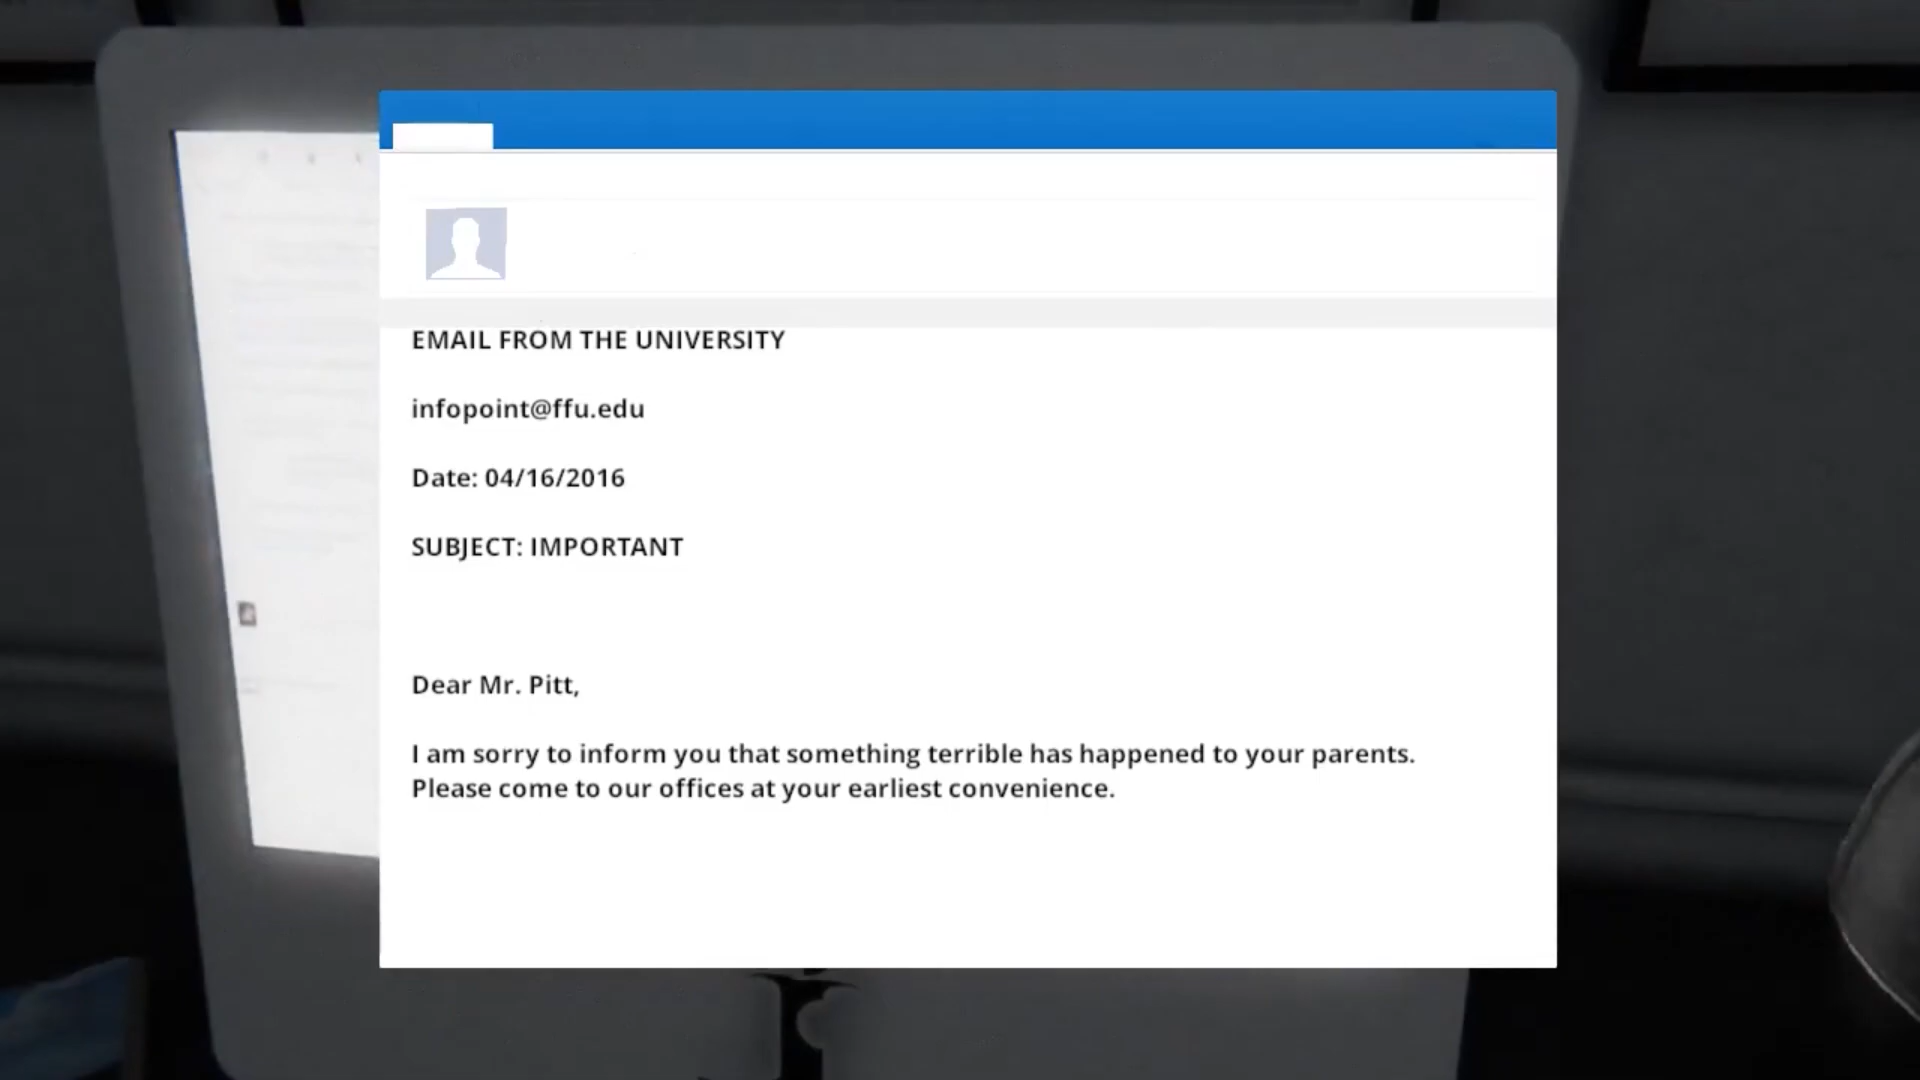 EMAIL FROM THE UNIVERSITY
infopoint@ffu.edu
Date: 04/16/2016
SUBJECT: IMPORTANT
Dear Mr. Pitt,
I am sorry to inform you that something terrible has happened to your parents.
Please come to our offices at your earliest convenience.